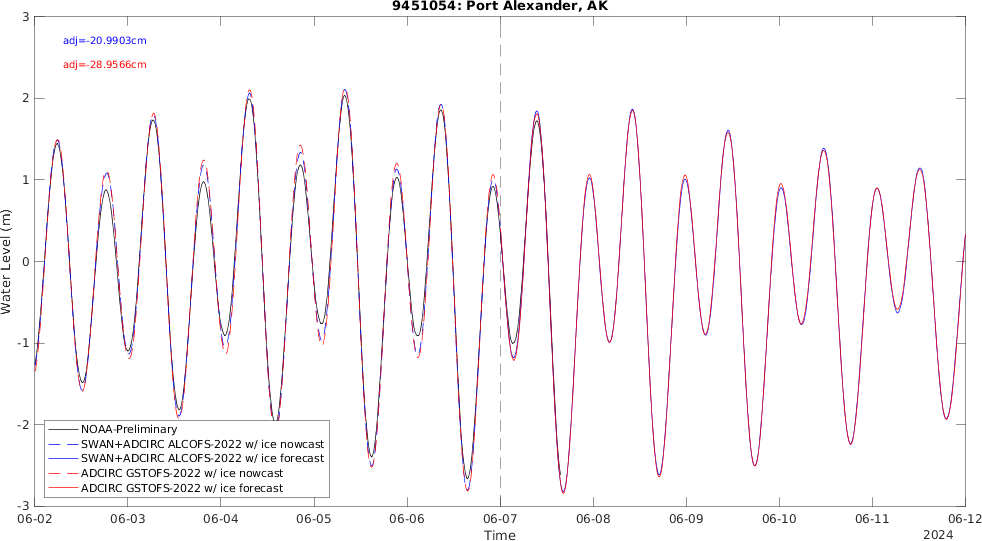 9451054: Port Alexander, AK
adj=-20.9903cm
adj=-28.9566cm
Water Level (m)
3
2
1
0
-1
-2
-3
NOAA-Preliminary
SWAN+ADCIRC ALCOFS-2022 w/ ice nowcast
SWAN+ADCIRC ALCOFS-2022 w/ ice forecast
ADCIRC GSTOFS-2022 w/ ice nowcast
ADCIRC GSTOFS-2022 w/ ice forecast
06-02 06-03 06-04 06-05 06-06 06-07 06-08 06-09 06-10 06-11 06-12
Time
2024